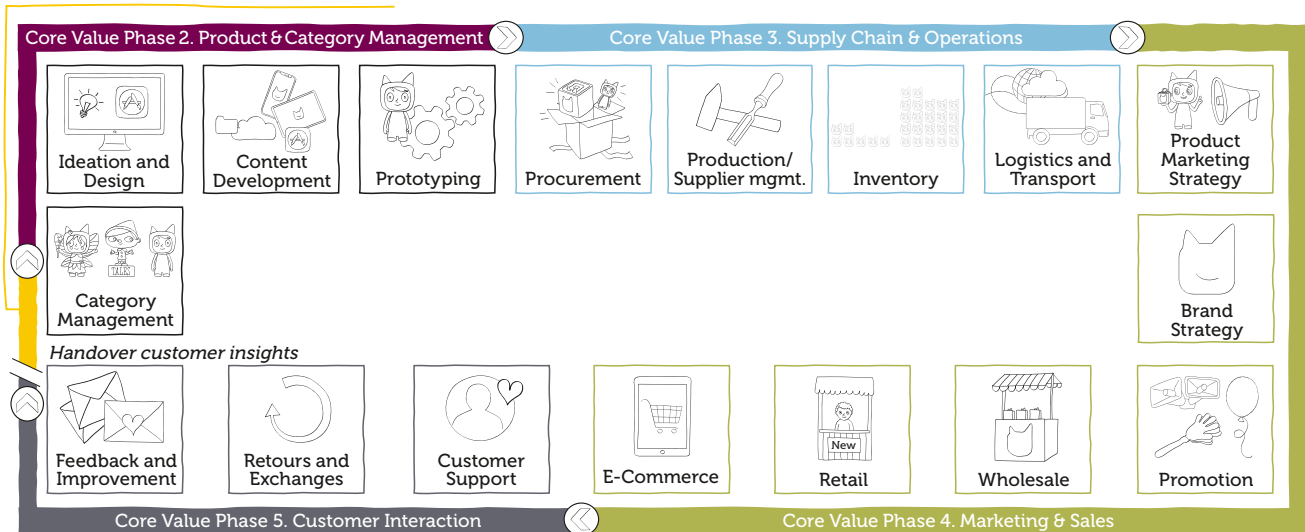 Core Value Phase 2. Product & Category Management
Core Value Phase 3. Supply Chain & Operations
Ideation and
Design
Content
Development
Prototyping
Procurement
Production/
Supplier mgmt.
Inventory
Logistics and
Transport
Product
Marketing
Strategy
TALES
Category
Management
Brand
Strategy
Handover customer insights
Feedback and
Improvement
Retours and
Exchanges
Customer
Support
E-Commerce
New
Retail
Wholesale
Promotion
Core Value Phase 5. Customer Interaction
Core Value Phase 4. Marketing & Sales